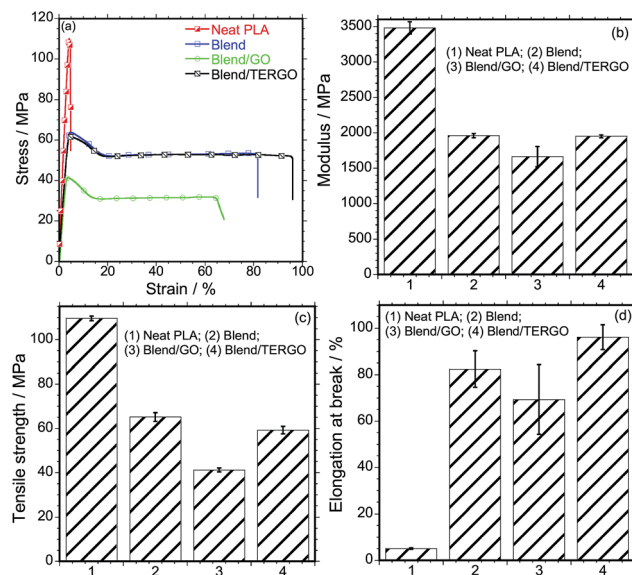 (a)
Neat PLA
Blend
Blend/GO
Blend/TERGO
Stress / MPa
120
100
80
60
40
20
0
0 20 40 60 80 100
Strain / %
(b)
(1) Neat PLA; (2) Blend;
(3) Blend/GO; (4) Blend/TERGO
Modulus / MPa
3500
3000
2500
2000
1500
1000
500
0
1 2 3 4
(c)
(1) Neat PLA; (2) Blend;
(3) Blend/GO; (4) Blend/TERGO
Tensile strength / MPa
100
80
60
40
20
0
1 2 3 4
(d)
(1) Neat PLA; (2) Blend;
(3) Blend/GO; (4) Blend/TERGO
Elongation at break / %
100
80
60
40
20
0
1 2 3 4